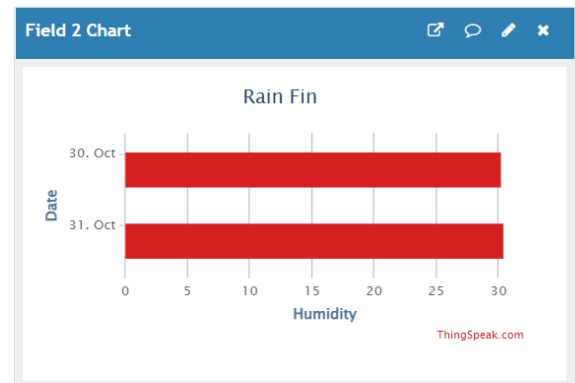 Field 2 Chart
Rain Fin
30. Oct
31. Oct
Date
0 5 10 15 20 25 30
Humidity
ThingSpeak.com